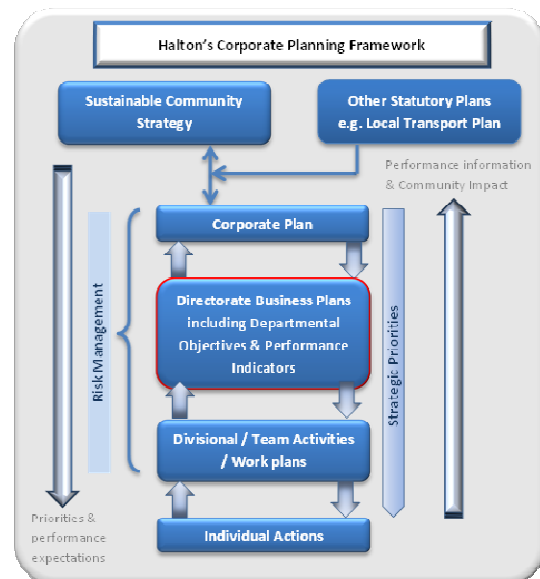 Halton's Corporate Planning Framework
Sustainable Community
Strategy
Other Statutory Plans
e.g. Local Transport Plan
Performance information
& Community Impact
Corporate Plan
Directorate Business Plans
including Departmental
Objectives & Performance
Indicators
Risk Management
Strategic Priorities
Divisional / Team Activities
/ Work plans
Priorities &
performance
expectations
Individual Actions